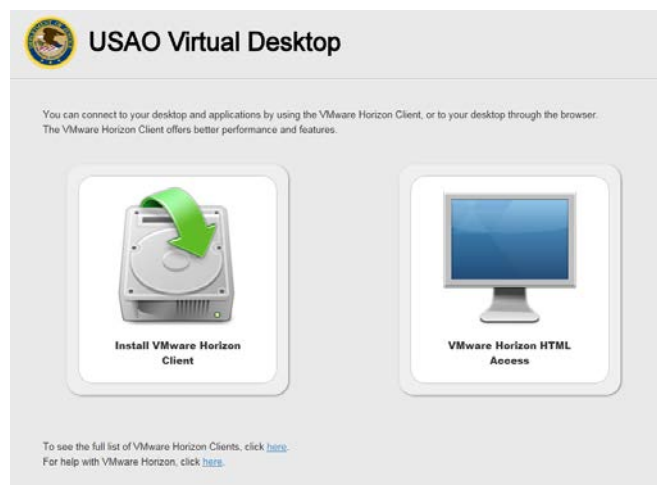 USAO Virtual Desktop
You can connect to your desktop and applications by using the VMware Horizon Client, or to your desktop through the browser.
The VMware Horizon Client offers better performance and features.
Install VMware Horizon
Client
VMware Horizon HTML
Access
To see the full list of VMware Horizon Clients, click here.
For help with VMware Horizon, click here.